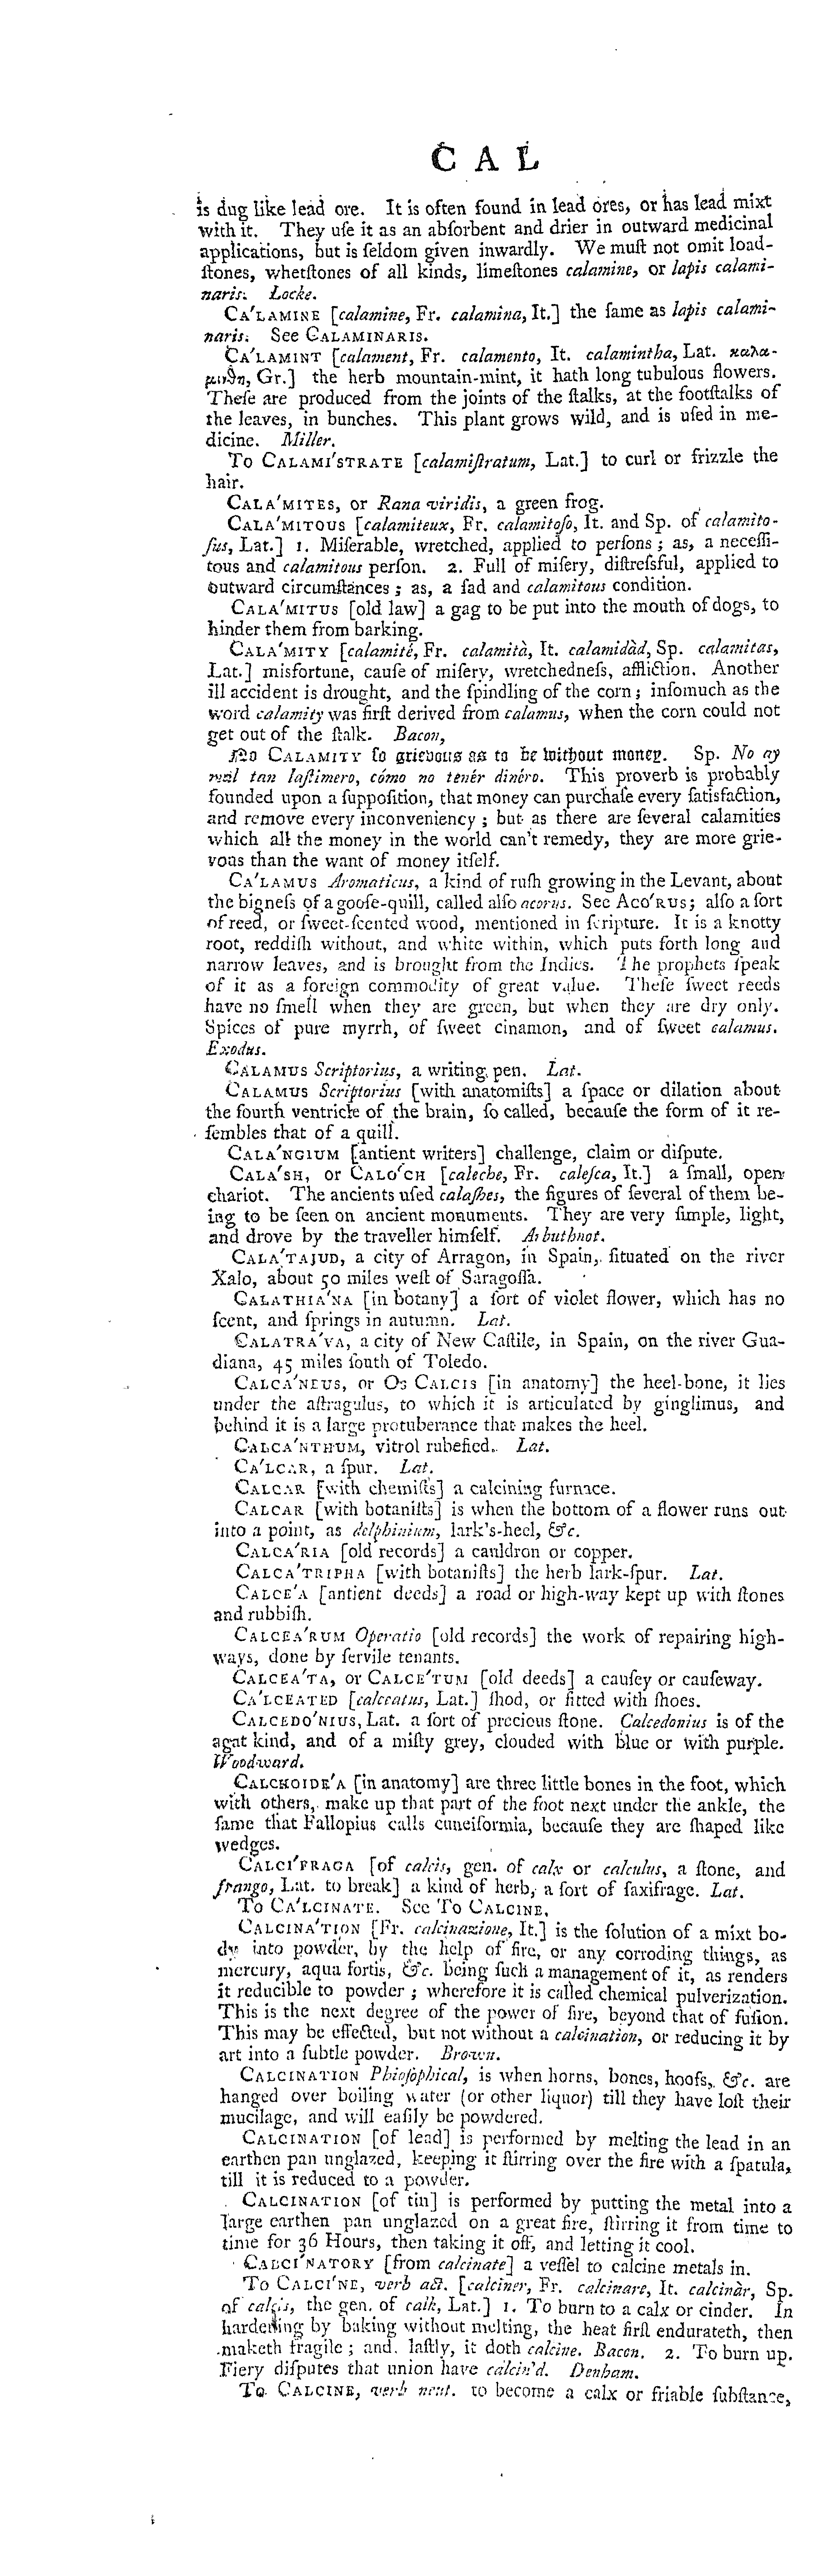 C A L
is dug like lead ore. It is often found in lead ores, or has lead mixt
with it. They uſe it as an abſorbent and drier in outward medicinal
applications, but is ſeldom given inwardly. We muſt not omit load-
ſtones, whetſtones of all kinds, limeſtones calamine, or lapis calami-
naris. Locke.
CA'LAMINE [calamine, Fr. calamina, It.] the ſame as lapis calami-
naris. See CALAMINARIS.
CA'LAMINT [calament, Fr. calamento, It. calamintha, Lat. καλα-
μινθη, Gr.] the herb mountain-mint, it hath long tubulous flowers.
Theſe are produced from the joints of the ſtalks, at the footſtalks of
the leaves, in bunches. This plant grows wild, and is uſed in me-
dicine. Miller.
To CALAMI'STRATE [calamiſtratum, Lat.] to curl or frizzle the
hair.
CALA'MITES, or Rana viridis, a green frog.
CALA'MITOUS [calamiteux, Fr. calamitoſo, It. and Sp. of calamito-
ſus, Lat.] 1. Miſerable, wretched, applied to perſons; as, a neceſſi-
tous and calamitous perſon. 2. Full of miſery, diſtreſsful, applied to
outward circumſtances; as, a ſad and calamitous condition.
CALA'MITUS [old law] a gag to be put into the mouth of dogs, to
hinder them from barking.
CALA'MITY [calamité, Fr. calamità, It. calamidàd, Sp. calamitas,
Lat.] misfortune, cauſe of miſery, wretchedneſs, affliction. Another
ill accident is drought, and the ſpindling of the corn; inſomuch as the
word calamity was firſt derived from calamus, when the corn could not
get out of the ſtalk. Bacon,
No CALAMITY ſo grievous as to be without money. Sp. No ay
mál tan laſtimero, cómo no tenér dinéro. This proverb is probably
founded upon a ſuppoſition, that money can purchaſe every ſatisfaction,
and remove every inconveniency; but as there are ſeveral calamities
which all the money in the world can't remedy, they are more grie-
vous than the want of money itſelf.
CA'LAMUS Aromaticus, a kind of ruſh growing in the Levant, about
the bigneſs of a gooſe-quill, called alſo acorus. See ACO'RUS; alſo a ſort
of reed, or ſweet-ſcented wood, mentioned in ſcripture. It is a knotty
root, reddiſh without, and white within, which puts forth long and
narrow leaves, and is brought from the Indies. The prophets ſpeak
of it as a foreign commodity of great value. Theſe ſweet reeds
have no ſmell when they are green, but when they are dry only.
Spices of pure myrrh, of ſweet cinamon, and of ſweet calamus.
Exodus.
CALAMUS Scriptorius, a writing pen. Lat.
CALAMUS Scriptorius [with anatomiſts] a ſpace or dilation about
the fourth ventricle of the brain, ſo called, becauſe the form of it re-
ſembles that of a quill.
CALA'NGIUM [antient writers] challenge, claim or diſpute.
CALA'SH, or CALO'CH [caleche, Fr. caleſca, It.] a ſmall, open
chariot. The ancients uſed calaſhes, the figures of ſeveral of them be-
ing to be ſeen on ancient monuments. They are very ſimple, light,
and drove by the traveller himſelf. Arbuthnot.
CALA'TAJUD, a city of Arragon, in Spain, ſituated on the river
Xalo, about 50 miles weſt of Saragoſſa.
CALATHIA'NA [in botany] a ſort of violet flower, which has no
ſcent, and ſprings in autumn. Lat.
CALATRA'VA, a city of New Caſtile, in Spain, on the river Gua-
diana, 45 miles ſouth of Toledo.
CALCA'NEUS, or Os CALCIS [in anatomy] the heel-bone, it lies
under the aſtragulus, to which it is articulated by ginglimus, and
behind it is a large protuberance that makes the heel.
CALCA'NTHUM, vitrol rubefied. Lat.
CA'LCAR, a ſpur. Lat.
CALCAR [with chemiſts] a calcining furnace.
CALCAR [with botaniſts] is when the bottom of a flower runs out
into a point, as delphinium, lark's-heel, &c.
CALCA'RIA [old records] a cauldron or copper.
CALCA'TRIPHA [with botaniſts] the herb lark-ſpur. Lat.
CALCE'A [antient deeds] a road or high-way kept up with ſtones
and rubbiſh.
CALCEA'RUM Operatio [old records] the work of repairing high-
ways, done by ſervile tenants.
CALCEA'TA, or CALCE'TUM [old deeds] a cauſey or cauſeway.
CA'LCEATED [calceatus, Lat.] ſhod, or fitted with ſhoes.
CALCEDO'NIUS, Lat. a ſort of precious ſtone. Calcedonius is of the
agat kind, and of a miſty grey, clouded with blue or with purple.
Woodward.
CALCHOIDE'A [in anatomy] are three little bones in the foot, which
with others, make up that part of the foot next under the ankle, the
ſame that Fallopius calls cuneiformia, becauſe they are ſhaped like
wedges.
CALCI'FRAGA [of calcis, gen. of calx or calculus, a ſtone, and
frango, Lat. to break] a kind of herb, a ſort of ſaxifrage. Lat.
To CA'LCINATE. See To CALCINE.
CALCINA'TION [Fr. calcinazione, It.] is the ſolution of a mixt bo-
dy into powder, by the help of fire, or any corroding things, as
mercury, aqua fortis, &c. being ſuch a management of it, as renders
it reducible to powder; wherefore it is called chemical pulverization.
This is the next degree of the power of fire, beyond that of fuſion.
This may be effected, but not without a calcination, or reducing it by
art into a ſubtle powder. Brown.
CALCINATION Phioſophical, is when horns, bones, hoofs, &c. are
hanged over boiling water (or other liquor) till they have loſt their
mucilage, and will eaſily be powdered.
CALCINATION [of lead] is performed by melting the lead in an
earthen pan unglazed, keeping it ſtirring over the fire with a ſpatula,
till it is reduced to a powder.
CALCINATION [of tin] is performed by putting the metal into a
large earthen pan unglazed on a great fire, ſtirring it from time to
time for 36 Hours, then taking it off, and letting it cool.
CALCI'NATORY [from calcinate] a veſſel to calcine metals in.
To CALCI'NE, verb act. [calciner, Fr. calcinare, It. calcinàr, Sp.
of calcis, the gen. of calk, Lat.] 1. To burn to a calx or cinder. In
hardening by baking without melting, the heat firſt endurateth, then
maketh fragile; and laſtly, it doth calcine. Bacon. 2. To burn up.
Fiery diſputes that union have calcin'd. Denham.
To CALCINE, verb neut. to become a calx or friable ſubſtance,